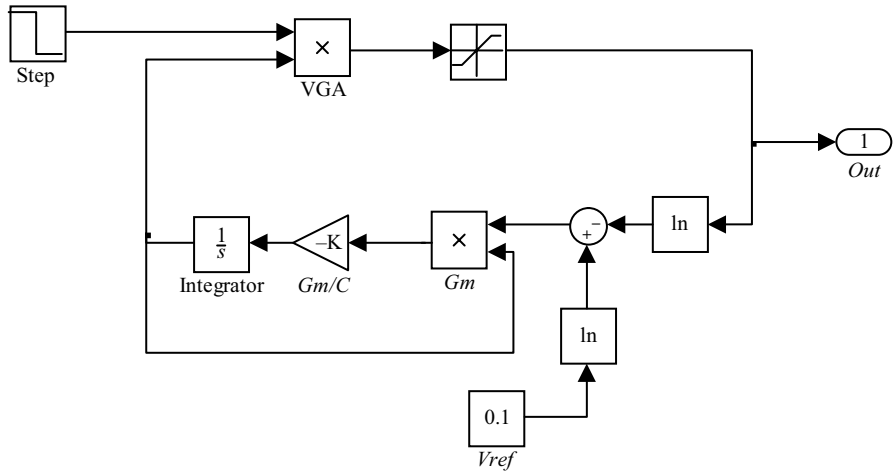 Step
×
VGA
1
Out
ln
−
+
×
Gm
–K
Gm/C
1
s
Integrator
ln
0.1
Vref